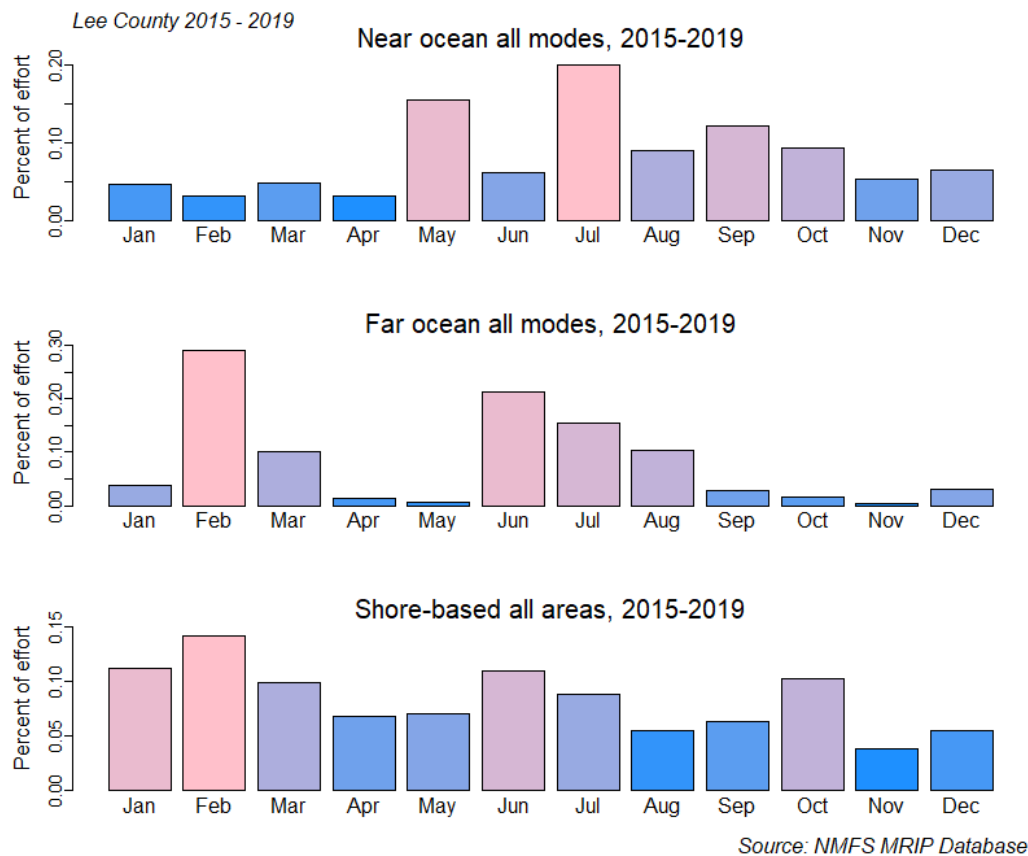 Lee County 2015 - 2019
Near ocean all modes, 2015-2019
Percent of effort
0.20
0.10
0.00
Jan Feb Mar Apr May Jun Jul Aug Sep Oct Nov Dec
Far ocean all modes, 2015-2019
Percent of effort
0.30
0.20
0.10
0.00
Jan Feb Mar Apr May Jun Jul Aug Sep Oct Nov Dec
Shore-based all areas, 2015-2019
Percent of effort
0.15
0.10
0.05
0.00
Jan Feb Mar Apr May Jun Jul Aug Sep Oct Nov Dec
Source: NMFS MRIP Database